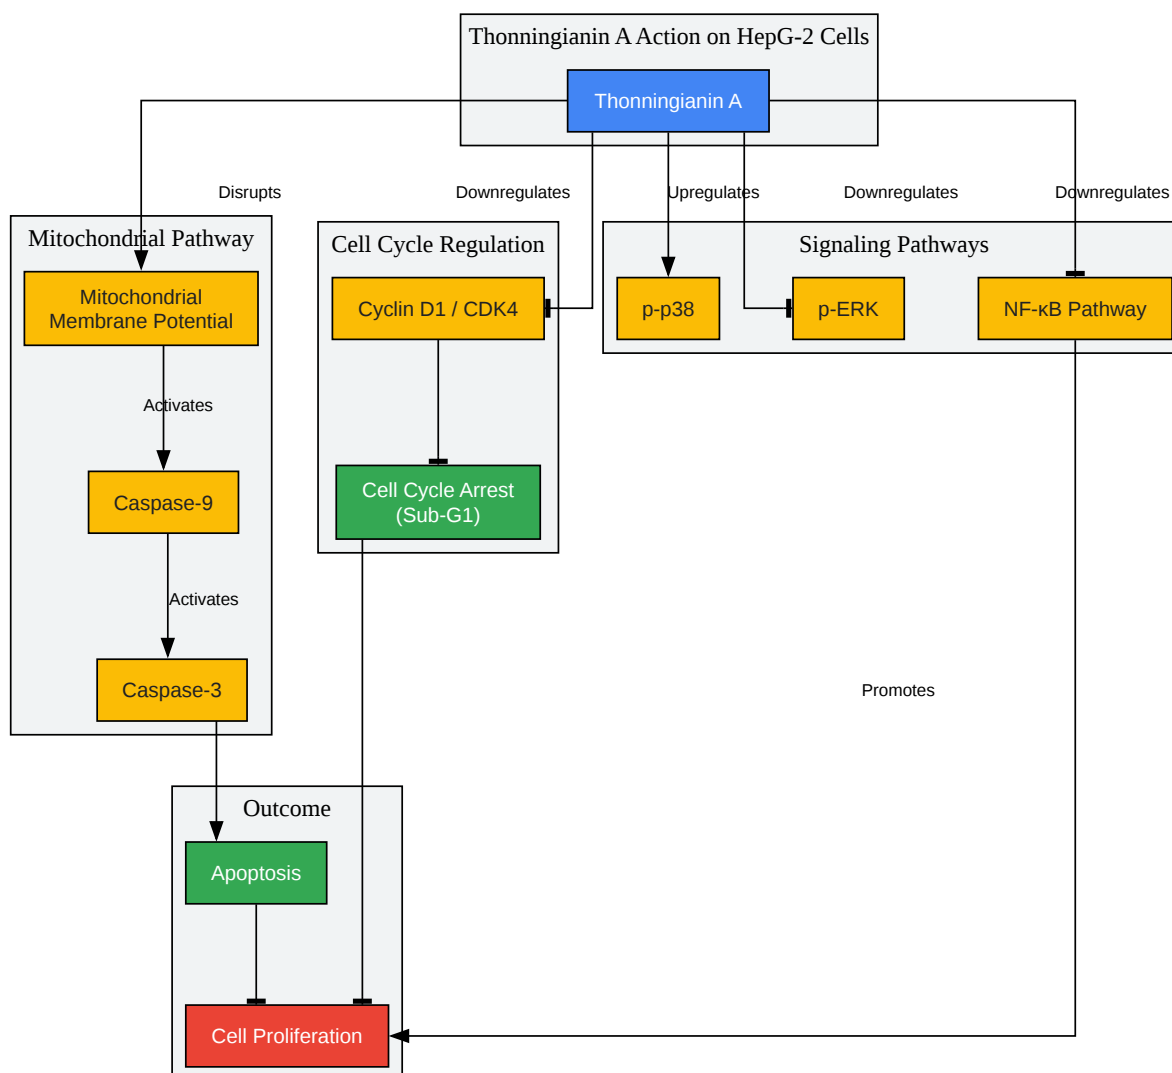 Thonningianin A Action on HepG-2 Cells
Thonningianin A
Disrupts
Downregulates
Upregulates
Downregulates
Downregulates
Mitochondrial Pathway
Mitochondrial
Membrane Potential
Activates
Caspase-9
Activates
Caspase-3
Cell Cycle Regulation
Cyclin D1 / CDK4
Cell Cycle Arrest
(Sub-G1)
Signaling Pathways
p-p38
p-ERK
NF-κB Pathway
Promotes
Outcome
Apoptosis
Cell Proliferation